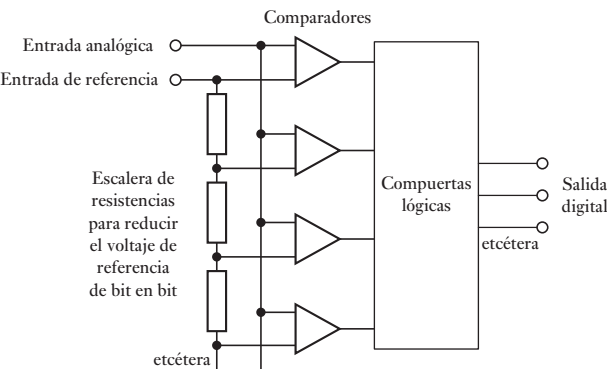 Comparadores
Entrada analógica
Entrada de referencia
Escalera de
resistencias
para reducir
el voltaje de
referencia
de bit en bit
etcétera
Compuertas
lógicas
Salida
digital
etcétera